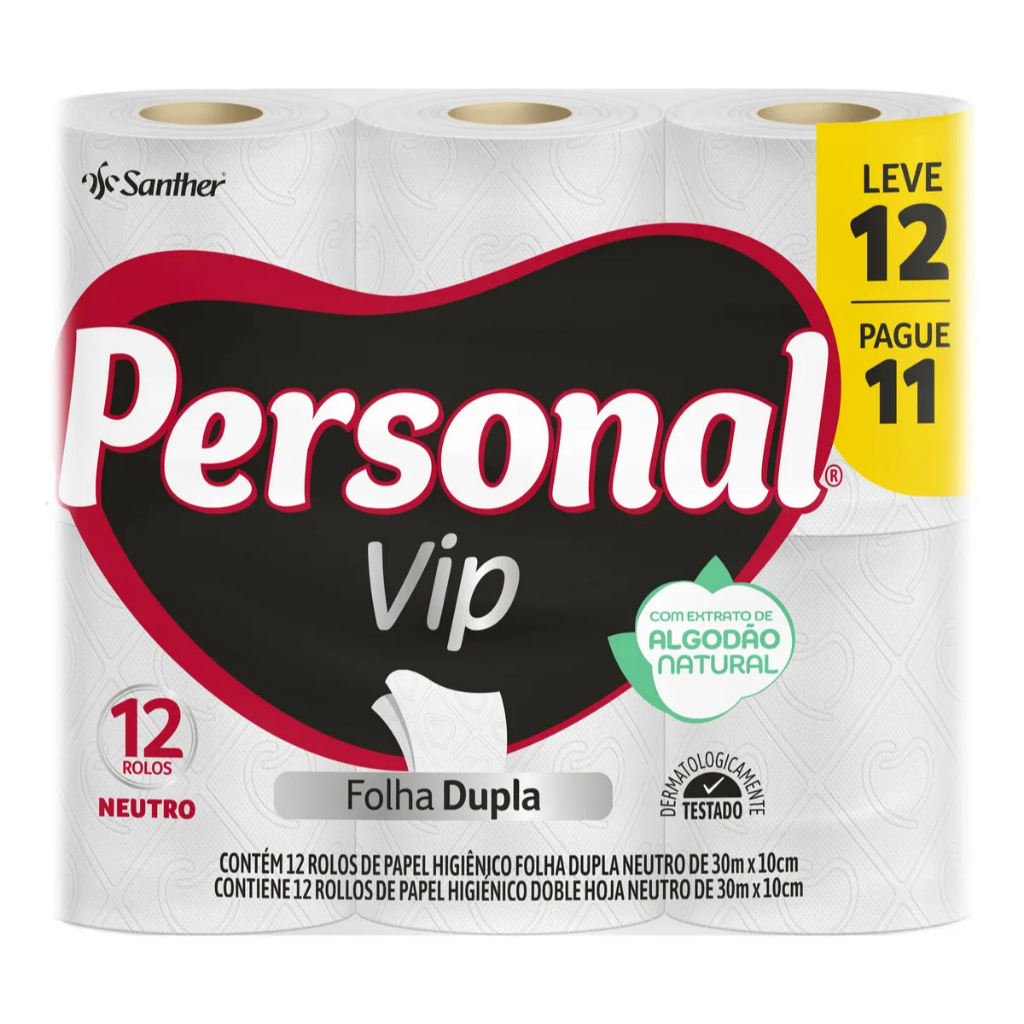 Santher
LEVE
12
PAGUE
11
Personal®
Vip
COM EXTRATO DE
ALGODÃO
NATURAL
12
ROLOS
NEUTRO
Folha Dupla
DERMATOLOGICAMENTE
TESTADO
CONTÉM 12 ROLOS DE PAPEL HIGIÊNICO FOLHA DUPLA NEUTRO DE 30m x 10cm
CONTIENE 12 ROLLOS DE PAPEL HIGIÉNICO DOBLE HOJA NEUTRO DE 30m x 10cm